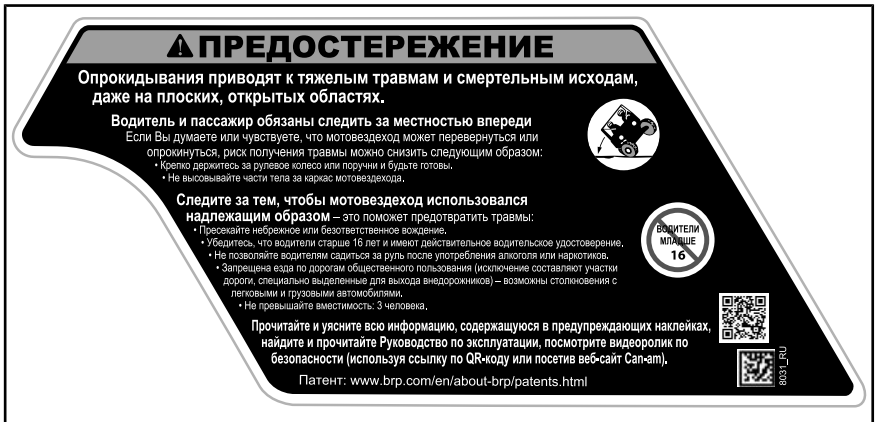 ПРЕДОСТЕРЕЖЕНИЕ
Опрокидывания приводят к тяжелым травмам и смертельным исходам,
даже на плоских, открытых областях.
Водитель и пассажир обязаны следить за местностью впереди
Если Вы думаете или чувствуете, что мотовездеход может перевернуться или
опрокинуться, риск получения травмы можно снизить следующим образом:
• Крепко держитесь за рулевое колесо или поручни и будьте готовы.
• Не высовывайте части тела за каркас мотовездехода.
Следите за тем, чтобы мотовездеход использовался
надлежащим образом – это поможет предотвратить травмы:
• Пресекайте небрежное или безответственное вождение.
• Убедитесь, что водители старше 16 лет и имеют действительное водительское удостоверение.
• Не позволяйте водителям садиться за руль после употребления алкоголя или наркотиков.
• Запрещена езда по дорогам общественного пользования (исключение составляют участки
дороги, специально выделенные для выхода внедорожников) – возможны столкновения с
легковыми и грузовыми автомобилями.
• Не превышайте вместимость: 3 человека.
ВОДИТЕЛИ
МЛАДШЕ
16
Прочитайте и уясните всю информацию, содержащуюся в предупреждающих наклейках,
найдите и прочитайте Руководство по эксплуатации, посмотрите видеоролик по
безопасности (используя ссылку по QR-коду или посетив веб-сайт Can-am).
Патент: www.brp.com/en/about-brp/patents.html
8031_RU